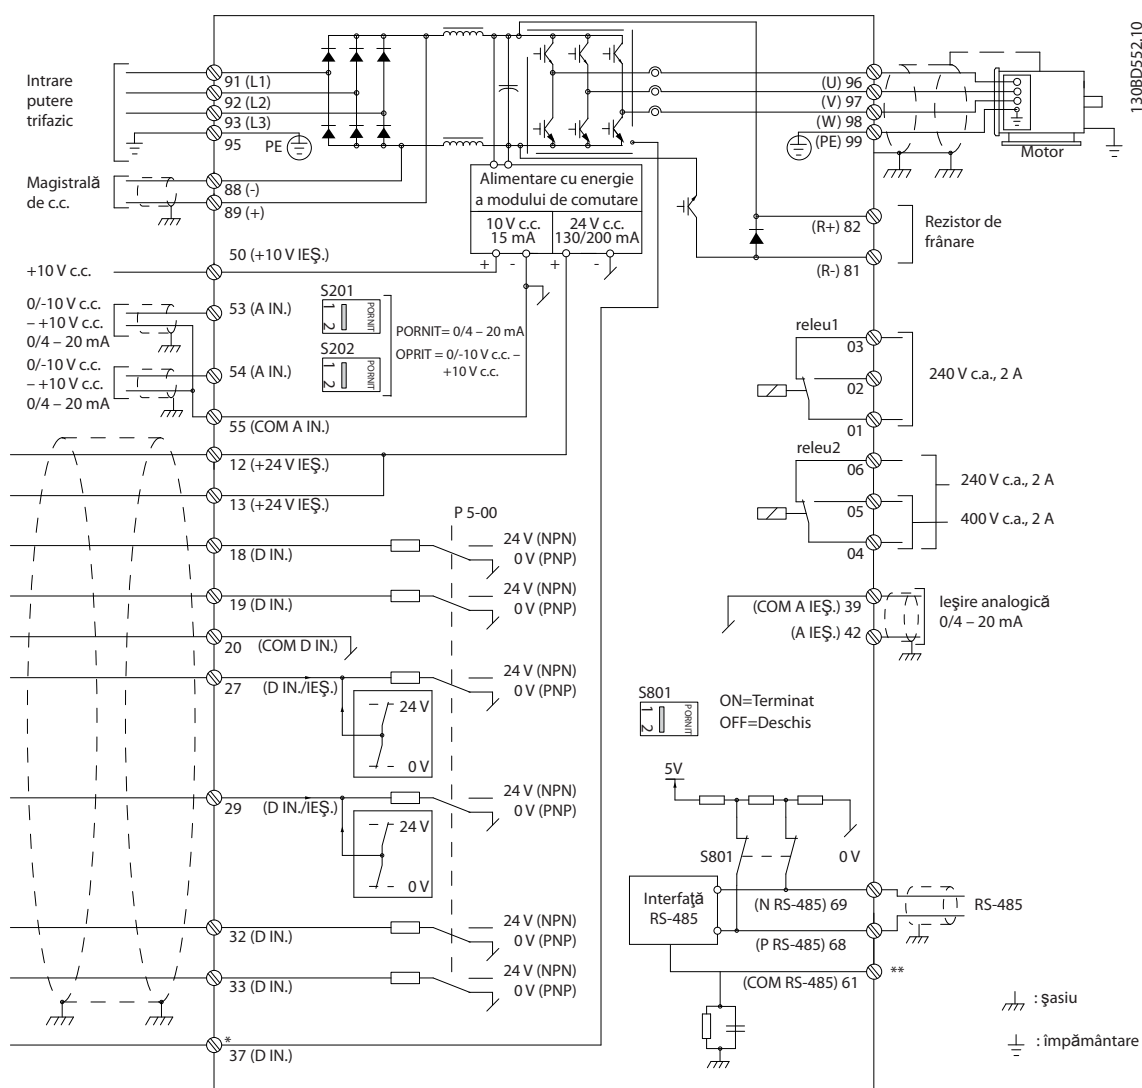 130BD552.10
Intrare
putere
trifazic
91 (L1)
92 (L2)
93 (L3)
95
PE
Magistrală
de c.c.
88 (-)
89 (+)
Alimentare cu energie
a modului de comutare
10 V c.c.
15 mA
24 V c.c.
130/200 mA
+ - + -
(U) 96
(V) 97
(W) 98
(PE) 99
Motor
(R+) 82
(R-) 81
Rezistor de
frânare
+10 V c.c.
50 (+10 V IEŞ.)
0/-10 V c.c.
– +10 V c.c.
0/4 – 20 mA
53 (A IN.)
0/-10 V c.c.
– +10 V c.c.
0/4 – 20 mA
54 (A IN.)
55 (COM A IN.)
S201
1 2
PORNIT
S202
1 2
PORNIT
PORNIT= 0/4 – 20 mA
OPRIT = 0/-10 V c.c. –
+10 V c.c.
releu1
03
02
01
240 V c.a., 2 A
releu2
06
05
04
240 V c.a., 2 A
400 V c.a., 2 A
12 (+24 V IEŞ.)
13 (+24 V IEŞ.)
P 5-00
18 (D IN.)
24 V (NPN)
0 V (PNP)
19 (D IN.)
24 V (NPN)
0 V (PNP)
20 (COM D IN.)
27 (D IN./IEŞ.)
24 V (NPN)
0 V (PNP)
24 V
0 V
29 (D IN./IEŞ.)
24 V (NPN)
0 V (PNP)
24 V
0 V
32 (D IN.)
24 V (NPN)
0 V (PNP)
33 (D IN.)
24 V (NPN)
0 V (PNP)
*
37 (D IN.)
(COM A IEŞ.) 39
(A IEŞ.) 42
Ieşire analogică
0/4 – 20 mA
S801
1 2
PORNIT
ON=Terminat
OFF=Deschis
5V
S801
0 V
Interfaţă
RS-485
(N RS-485) 69
(P RS-485) 68
(COM RS-485) 61
RS-485
**
: şasiu
: împământare